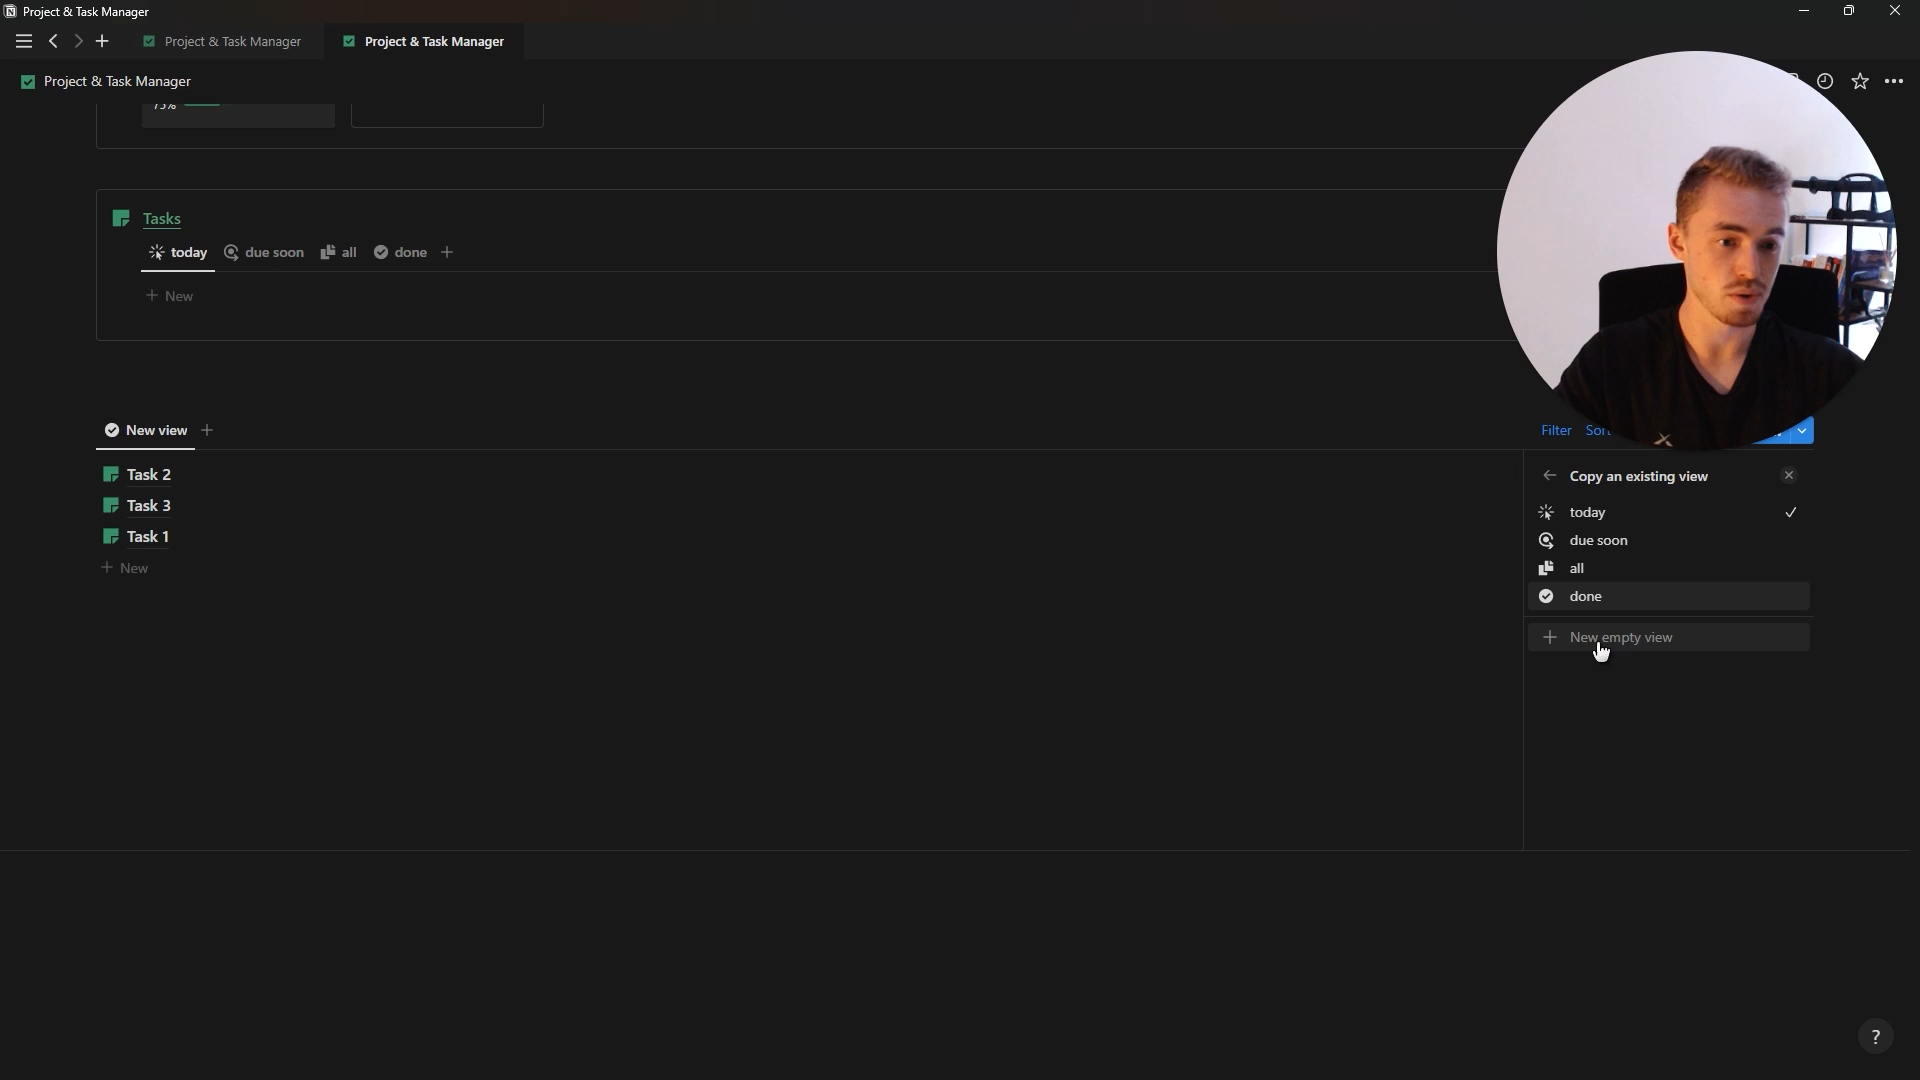 Project & Task Manager
Project & Task Manager
Project & Task Manager
Project & Task Manager
Tasks
today due soon all done
New
New view
Filter
Copy an existing view
Task 2
today
Task 3
due soon
Task 1
all
New
done
New empty view
?